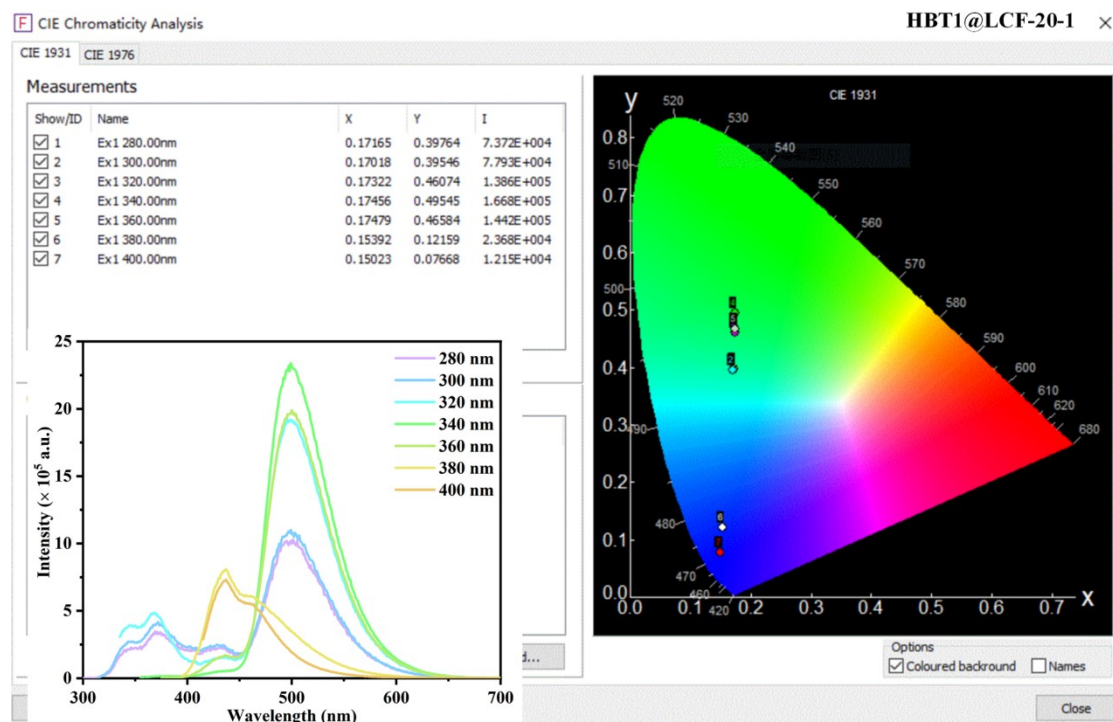 CIE Chromaticity Analysis
HBT1@LCF-20-1
CIE 1931 CIE 1976
Measurements
Show/ID Name X Y I
1 Ex1 280.00nm 0.17165 0.39764 7.372E+004
2 Ex1 300.00nm 0.17018 0.39546 7.793E+004
3 Ex1 320.00nm 0.17322 0.46074 1.386E+005
4 Ex1 340.00nm 0.17456 0.49545 1.668E+005
5 Ex1 360.00nm 0.17479 0.46584 1.442E+005
6 Ex1 380.00nm 0.15392 0.12159 2.368E+004
7 Ex1 400.00nm 0.15023 0.07668 1.215E+004
25
20
15
10
5
0
Intensity (× 10⁵ a.u.)
280 nm
300 nm
320 nm
340 nm
360 nm
380 nm
400 nm
300 400 500 600 700
Wavelength (nm)
d...
y
CIE 1931
0.8
0.7
0.6
0.5
0.4
0.3
0.2
0.1
0.0
0.0 0.1 0.2 0.3 0.4 0.5 0.6 0.7
X
520
530
540
510
550
560
570
500
580
590
600
610
620
680
490
480
470
460
420
4
5
2
6
7
Options
Coloured backround Names
Close